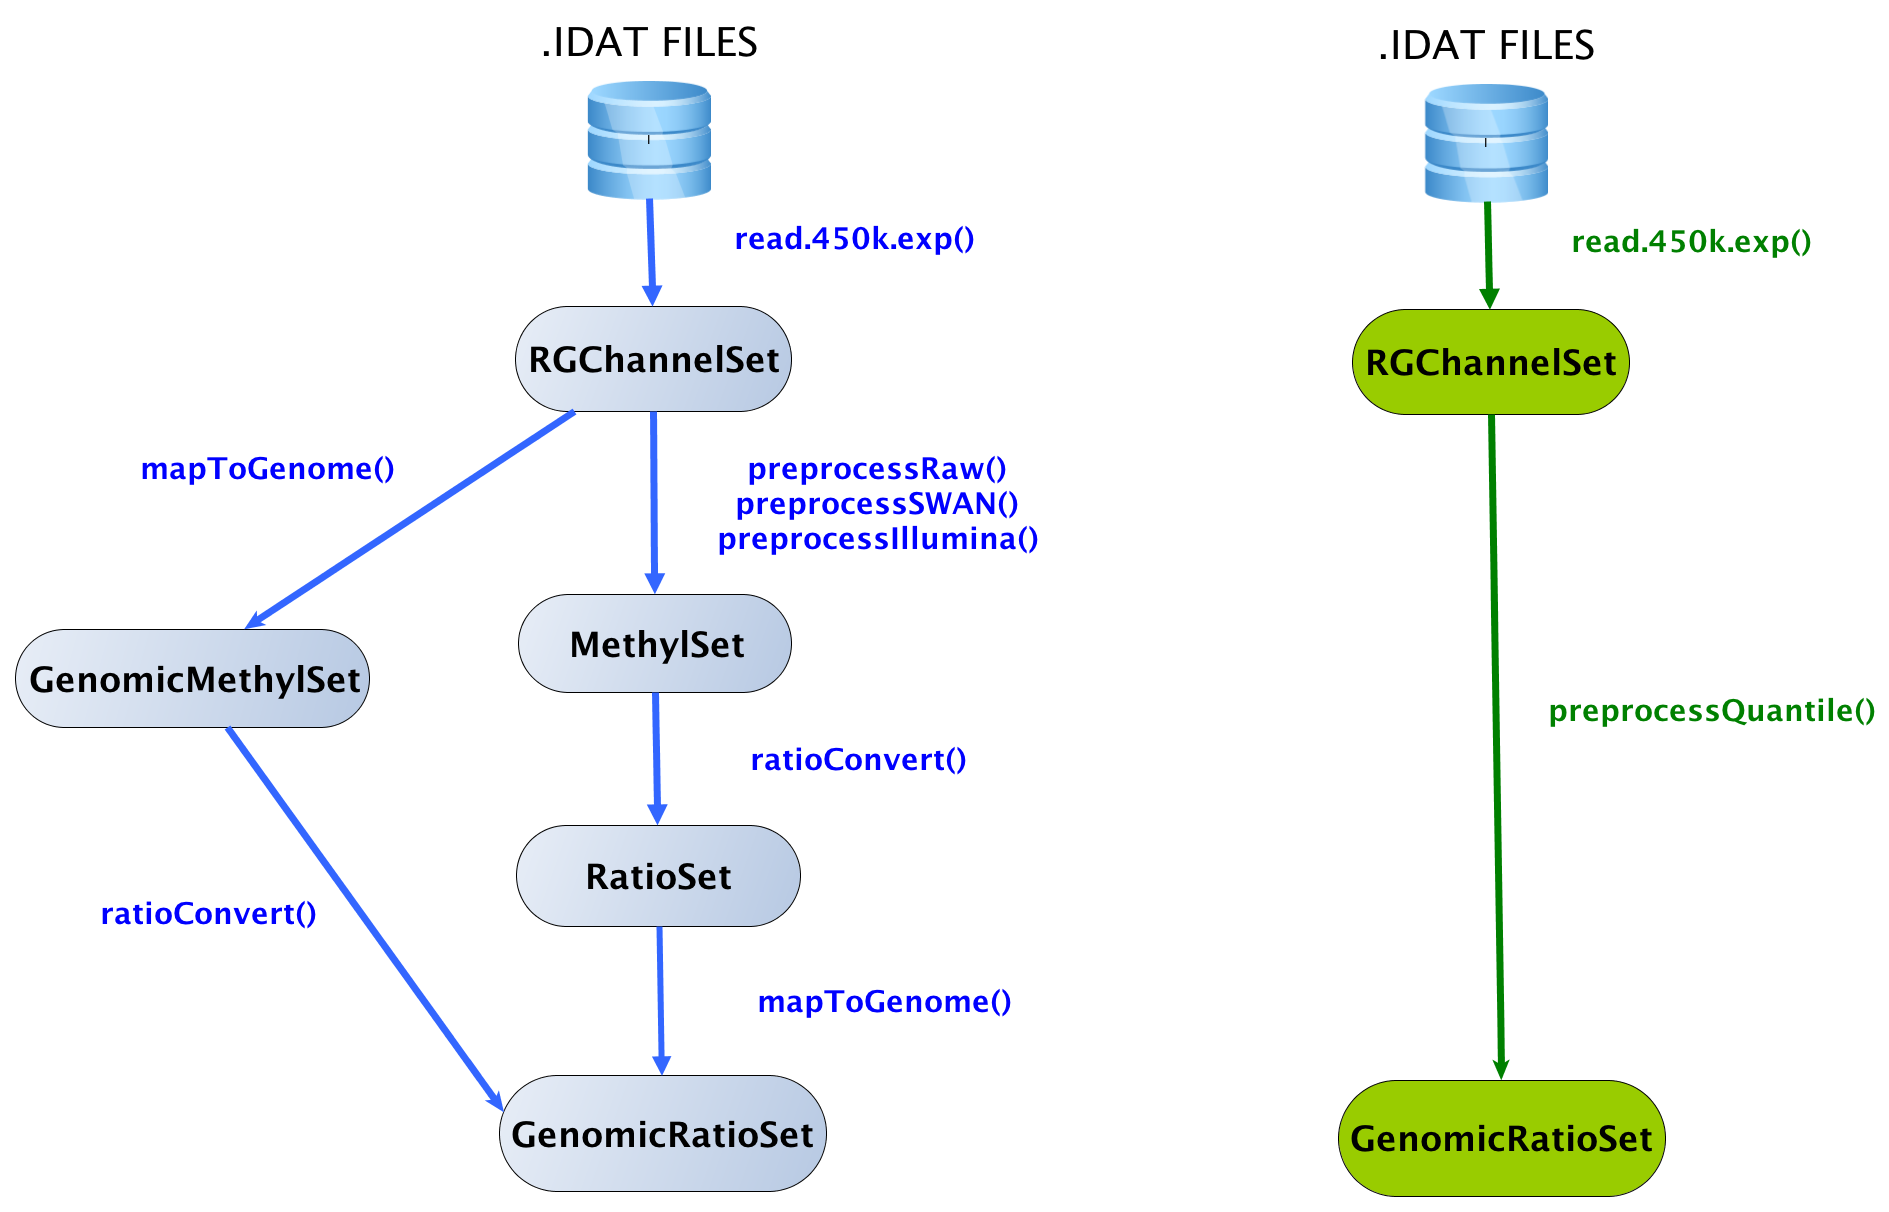 .IDAT FILES
read.450k.exp()
RGChannelSet
mapToGenome()
preprocessRaw()
preprocessSWAN()
preprocessIllumina()
GenomicMethylSet
MethylSet
ratioConvert()
RatioSet
ratioConvert()
mapToGenome()
GenomicRatioSet
.IDAT FILES
read.450k.exp()
RGChannelSet
preprocessQuantile()
GenomicRatioSet